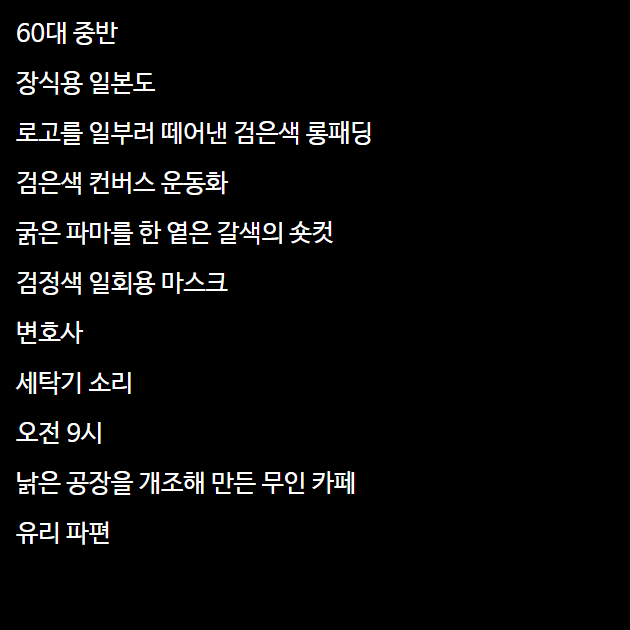 60대 중반
장식용 일본도
로고를 일부러 떼어낸 검은색 롱패딩
검은색 컨버스 운동화
굵은 파마를 한 옅은 갈색의 숏컷
검정색 일회용 마스크
변호사
세탁기 소리
오전 9시
낡은 공장을 개조해 만든 무인 카페
유리 파편